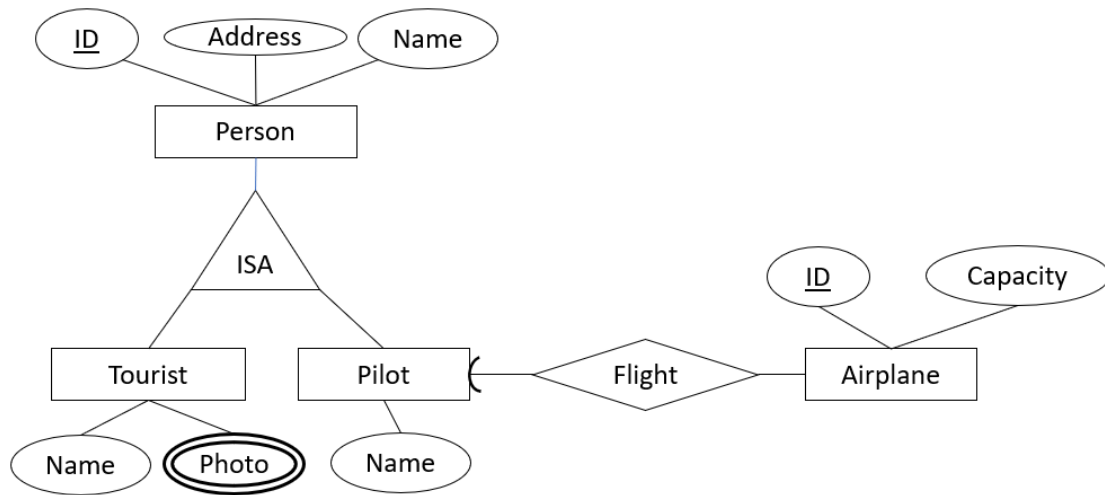 ID
Address
Name
Person
ISA
ID
Capacity
Tourist
Pilot
Flight
Airplane
Name
Photo
Name